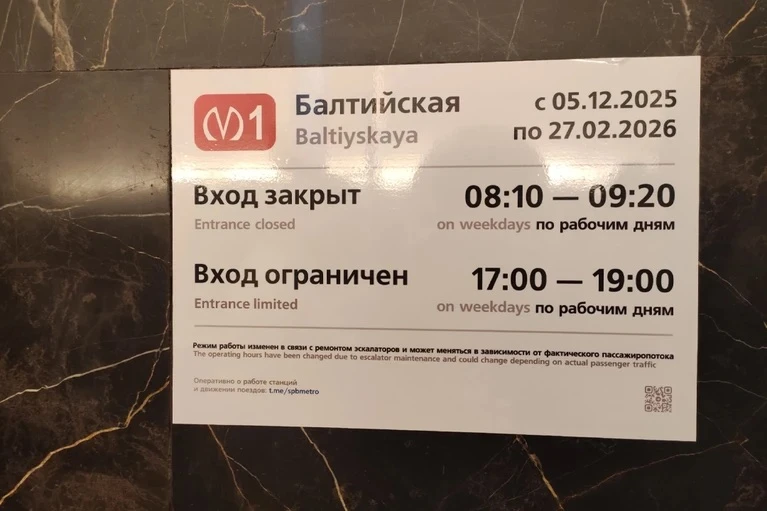 М1 Балтийская с 05.12.2025
Baltiyskaya по 27.02.2026
Вход закрыт 08:10 — 09:20
Entrance closed on weekdays по рабочим дням
Вход ограничен 17:00 — 19:00
Entrance limited on weekdays по рабочим дням
Режим работы изменен в связи с ремонтом эскалаторов и может меняться в зависимости от фактического пассажиропотока
The operating hours have been changed due to escalator maintenance and could change depending on actual passenger traffic
Оперативно о работе станций
и движении поездов: t.me/spbmetro